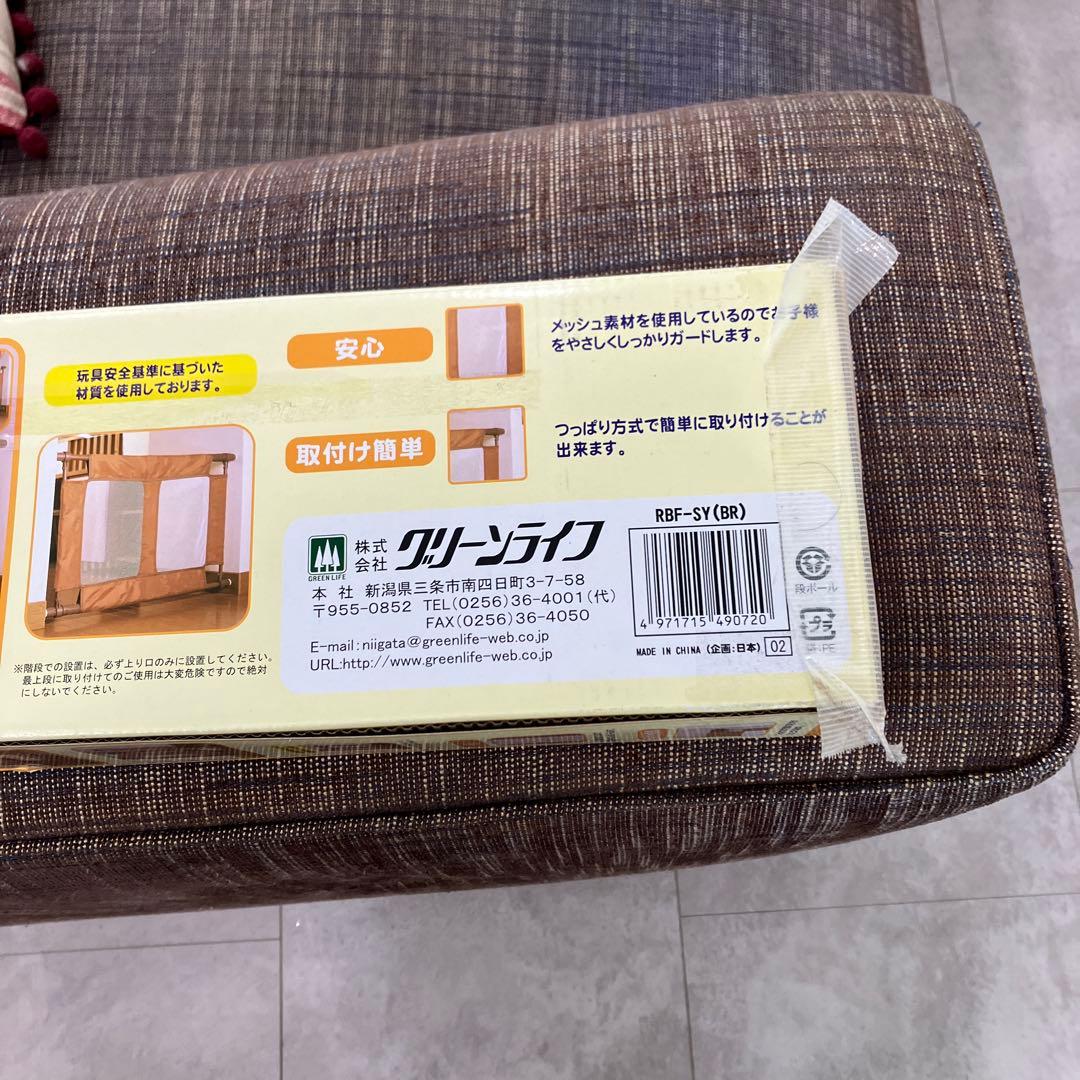 玩具安全基準に基づいた
材質を使用しております。
安心
メッシュ素材を使用しているのでお子様
をやさしくしっかりガードします。
取付け簡単
つっぱり方式で簡単に取り付けることが
出来ます。
※階段での設置は、必ず上り口のみに設置してください。
最上段に取り付けてのご使用は大変危険ですので絶対
にしないでください。
GREEN LIFE
株式会社 グリーンライフ
本 社 新潟県三条市南四日町3-7-58
〒955-0852 TEL(0256)36-4001(代)
FAX(0256)36-4050
E-mail:niigata@greenlife-web.co.jp
URL:http://www.greenlife-web.co.jp
RBF-SY(BR)
4 971715 490720
MADE IN CHINA (企画:日本) 02
段ボール
プラ